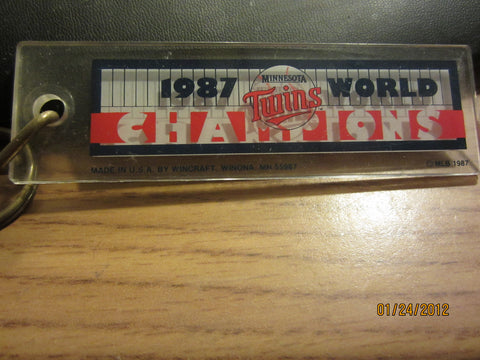 1987 MINNESOTA Twins WORLD
CHAMPIONS
MADE IN U.S.A. BY WINCRAFT, WINONA, MN 55987
© MLB 1987
01/24/2012